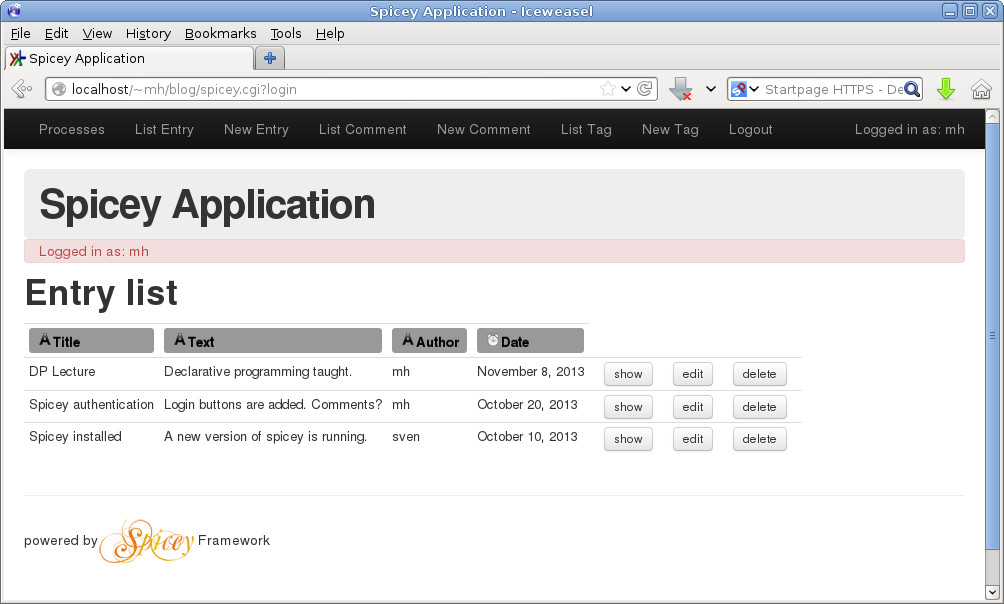 Spicey Application - Iceweasel
File Edit View History Bookmarks Tools Help
Spicey Application
localhost/~mh/blog/spicey.cgi?login Startpage HTTPS - De
Processes List Entry New Entry List Comment New Comment List Tag New Tag Logout Logged in as: mh
Spicey Application
Logged in as: mh
Entry list
Title Text Author Date
DP Lecture Declarative programming taught. mh November 8, 2013 show edit delete
Spicey authentication Login buttons are added. Comments? mh October 20, 2013 show edit delete
Spicey installed A new version of spicey is running. sven October 10, 2013 show edit delete
powered by Spicey Framework